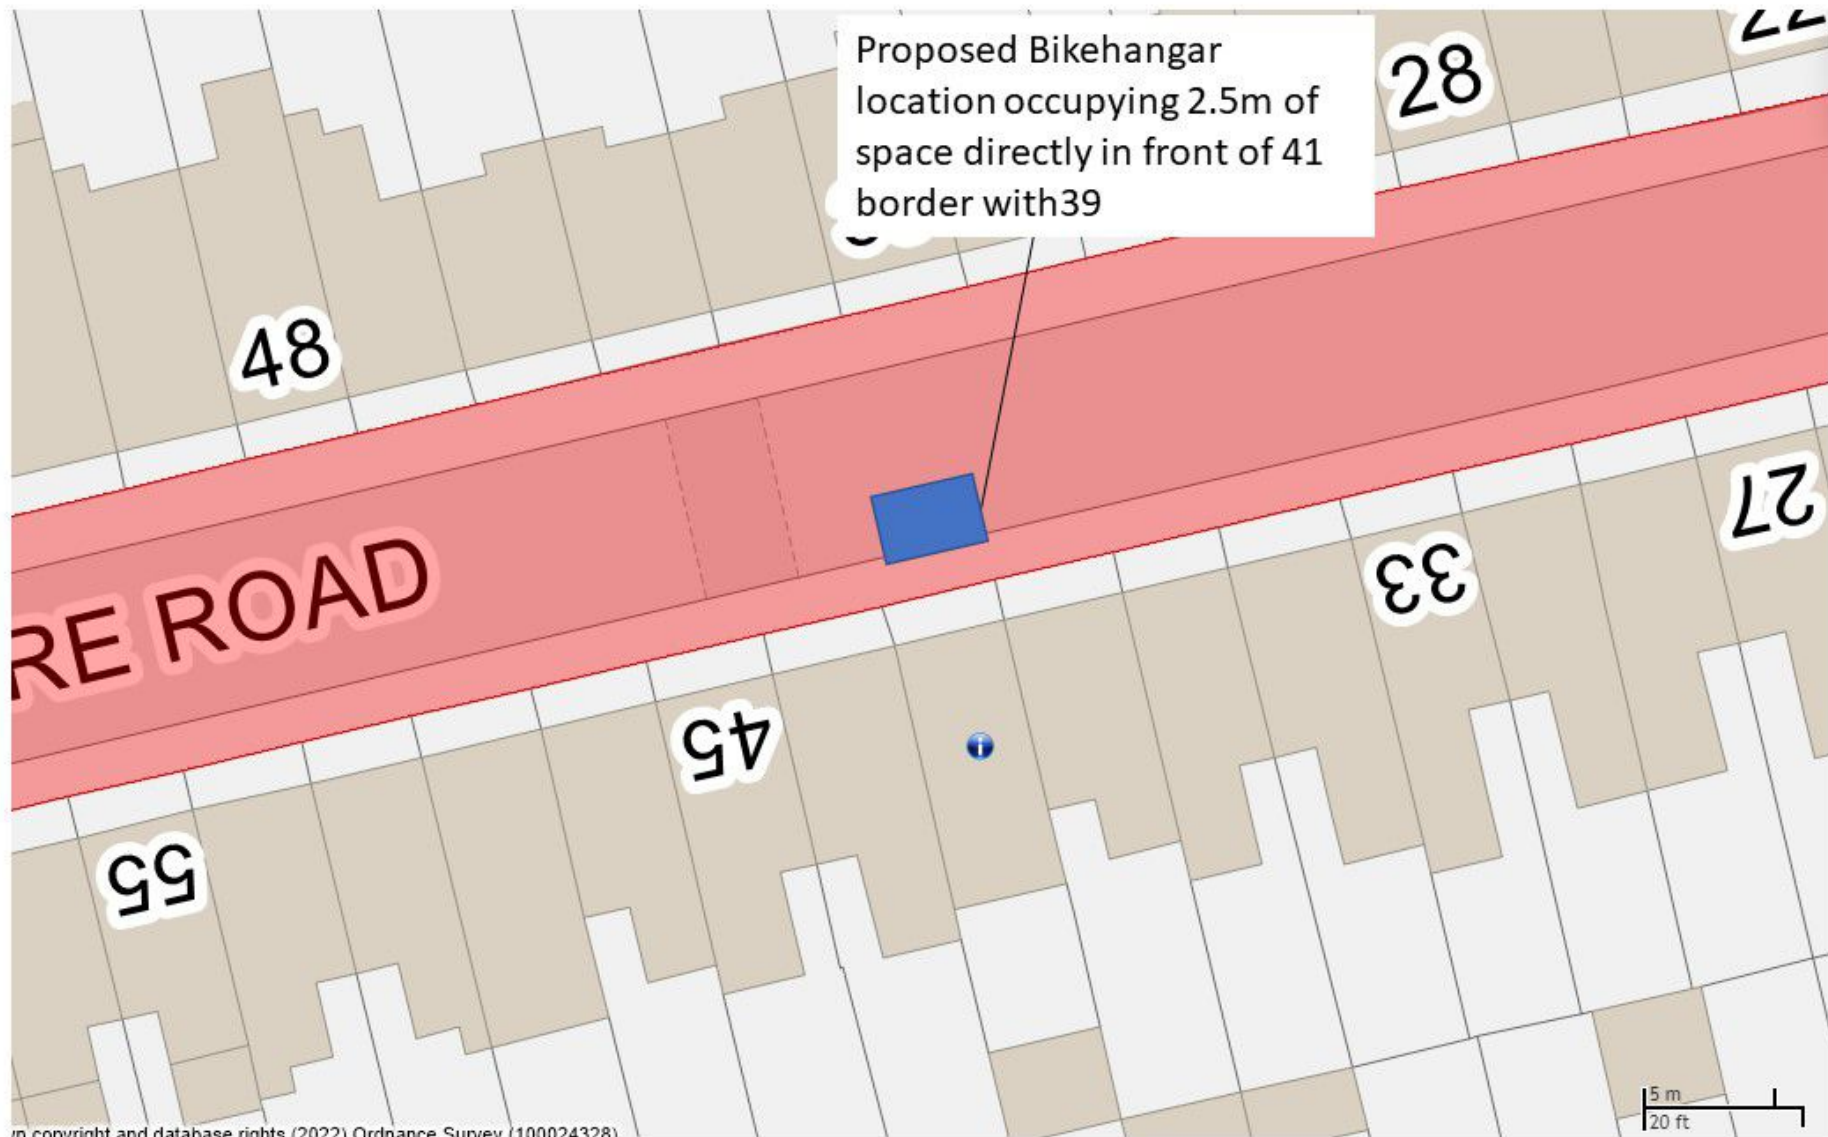 Proposed Bikehangar
location occupying 2.5m of
space directly in front of 41
border with39
28
48
RE ROAD
27
33
45
55
5 m
20 ft
copyright and database rights (2022) Ordnance Survey (100024328)